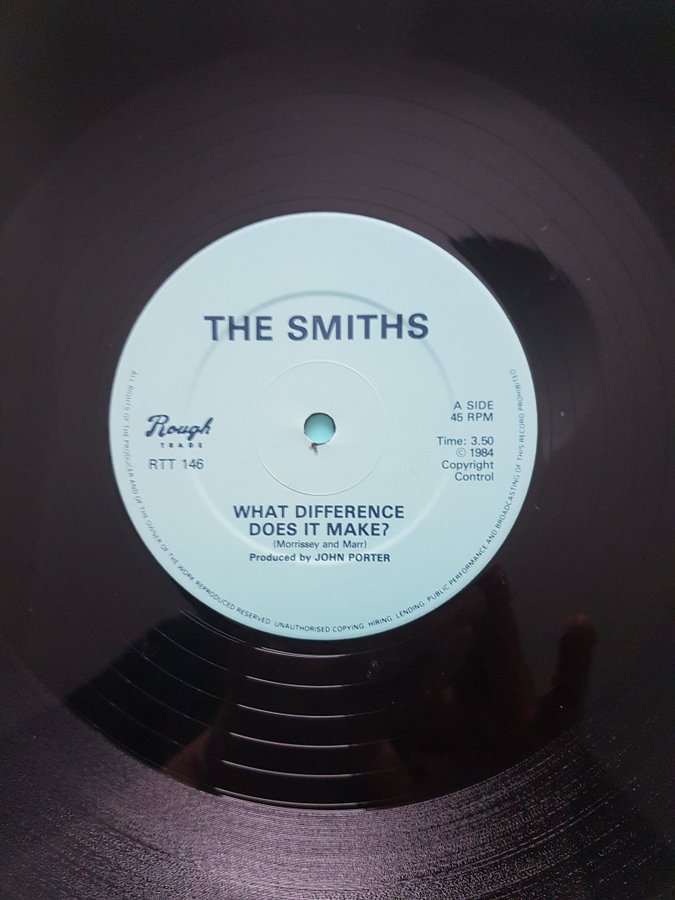 THE SMITHS
Rough
TRADE
RTT 146
A SIDE
45 RPM
Time: 3.50
© 1984
Copyright
Control
WHAT DIFFERENCE
DOES IT MAKE?
(Morrissey and Marr)
Produced by JOHN PORTER
ALL RIGHTS OF THE PRODUCER AND OF THE OWNER OF THE WORK REPRODUCED RESERVED. UNAUTHORISED COPYING, HIRING, LENDING, PUBLIC PERFORMANCE AND BROADCASTING OF THIS RECORD PROHIBITED.